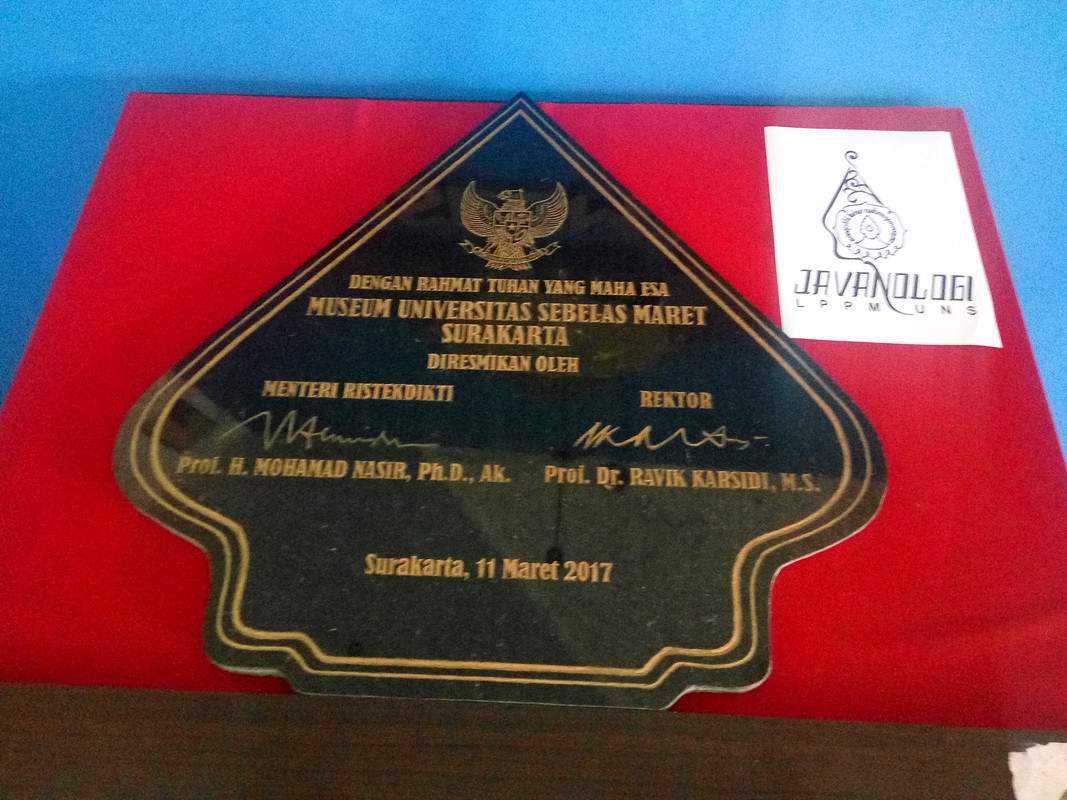 DENGAN RAHMAT TUHAN YANG MAHA ESA
MUSEUM UNIVERSITAS SEBELAS MARET
SURAKARTA
DIRESMIKAN OLEH
MENTERI RISTEKDIKTI
Prof. H. MOHAMAD NASIR, Ph.D., Ak.
REKTOR
Prof. Dr. RAVIK KARSIDI, M.S.
Surakarta, 11 Maret 2017
JAVANOLOGI
LPPM UNS